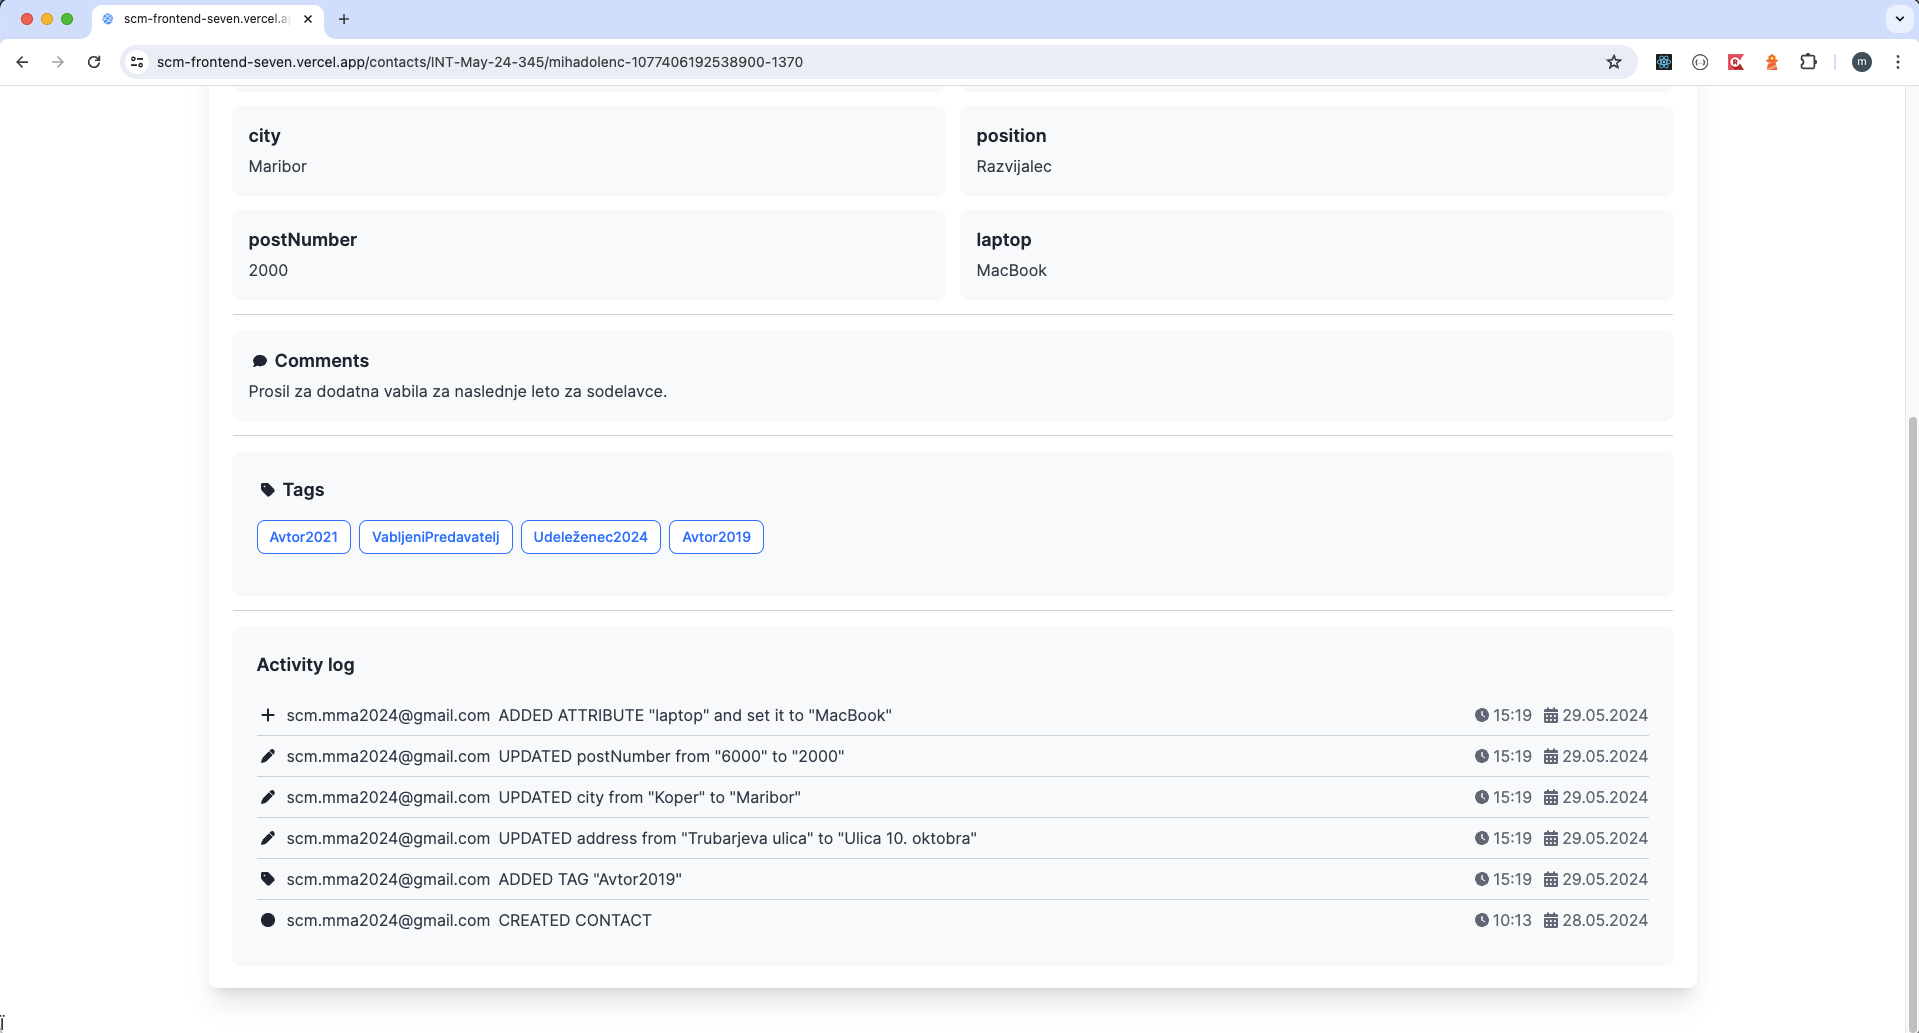 scm-frontend-seven.vercel.a
scm-frontend-seven.vercel.app/contacts/INT-May-24-345/mihadolenc-1077406192538900-1370
m
city
Maribor
position
Razvijalec
postNumber
2000
laptop
MacBook
Comments
Prosil za dodatna vabila za naslednje leto za sodelavce.
Tags
Avtor2021 VabljeniPredavatelj Udeleženec2024 Avtor2019
Activity log
scm.mma2024@gmail.com ADDED ATTRIBUTE "laptop" and set it to "MacBook" 15:19 29.05.2024
scm.mma2024@gmail.com UPDATED postNumber from "6000" to "2000" 15:19 29.05.2024
scm.mma2024@gmail.com UPDATED city from "Koper" to "Maribor" 15:19 29.05.2024
scm.mma2024@gmail.com UPDATED address from "Trubarjeva ulica" to "Ulica 10. oktobra" 15:19 29.05.2024
scm.mma2024@gmail.com ADDED TAG "Avtor2019" 15:19 29.05.2024
scm.mma2024@gmail.com CREATED CONTACT 10:13 28.05.2024